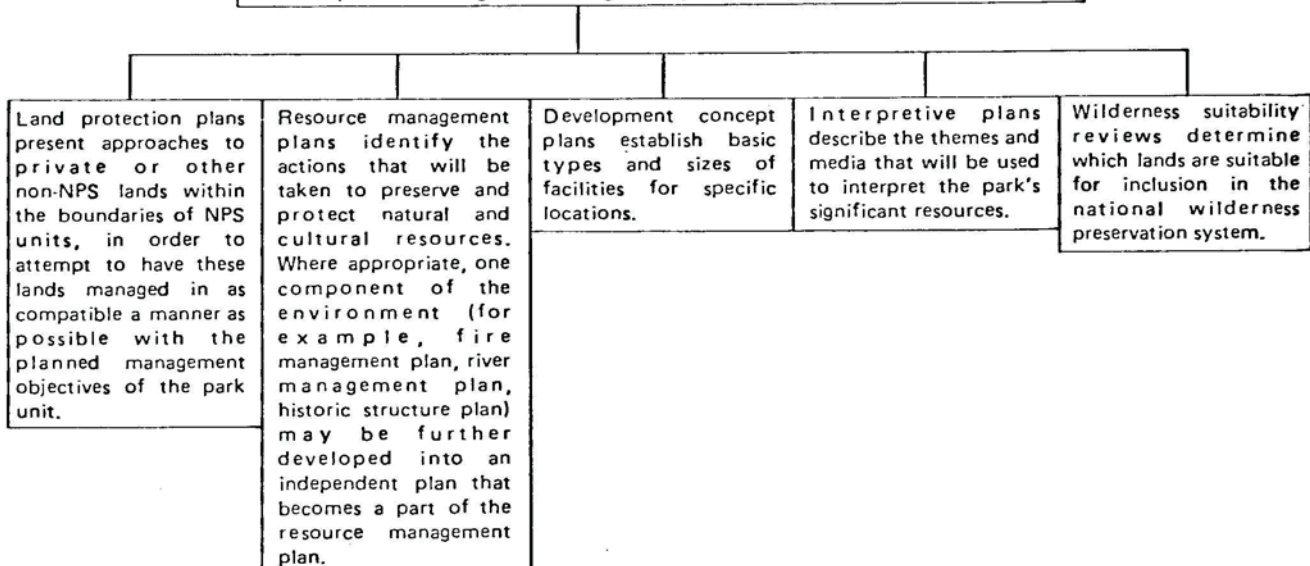 Land protection plans
present approaches to
private or other
non-NPS lands within
the boundaries of NPS
units, in order to
attempt to have these
lands managed in as
compatible a manner as
possible with the
planned management
objectives of the park
unit.
Resource management
plans identify the
actions that will be
taken to preserve and
protect natural and
cultural resources.
Where appropriate, one
component of the
environment (for
example, fire
management plan, river
management plan,
historic structure plan)
may be further
developed into an
independent plan that
becomes a part of the
resource management
plan.
Development concept
plans establish basic
types and sizes of
facilities for specific
locations.
Interpretive plans
describe the themes and
media that will be used
to interpret the park's
significant resources.
Wilderness suitability
reviews determine
which lands are suitable
for inclusion in the
national wilderness
preservation system.